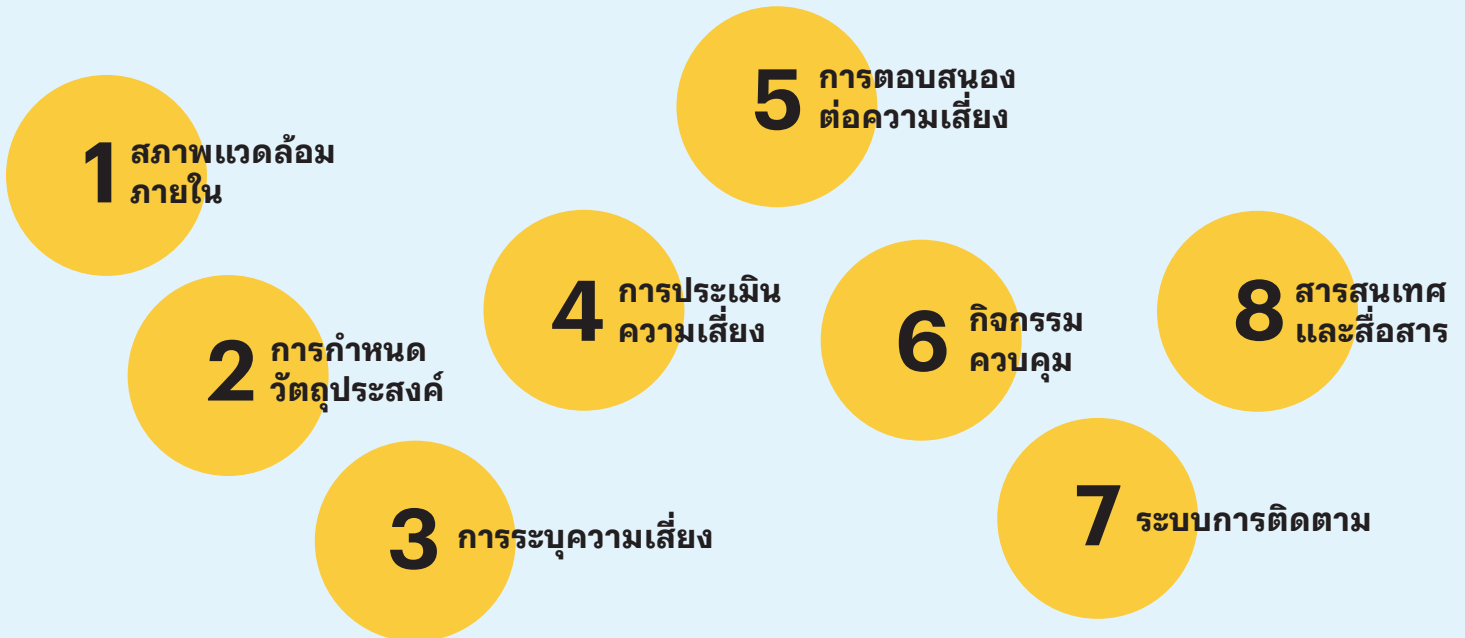 1 สภาพแวดล้อม
ภายใน
2 การกำหนด
วัตถุประสงค์
3 การระบุความเสี่ยง
4 การประเมิน
ความเสี่ยง
5 การตอบสนอง
ต่อความเสี่ยง
6 กิจกรรม
ควบคุม
7 ระบบการติดตาม
8 สารสนเทศ
และสื่อสาร